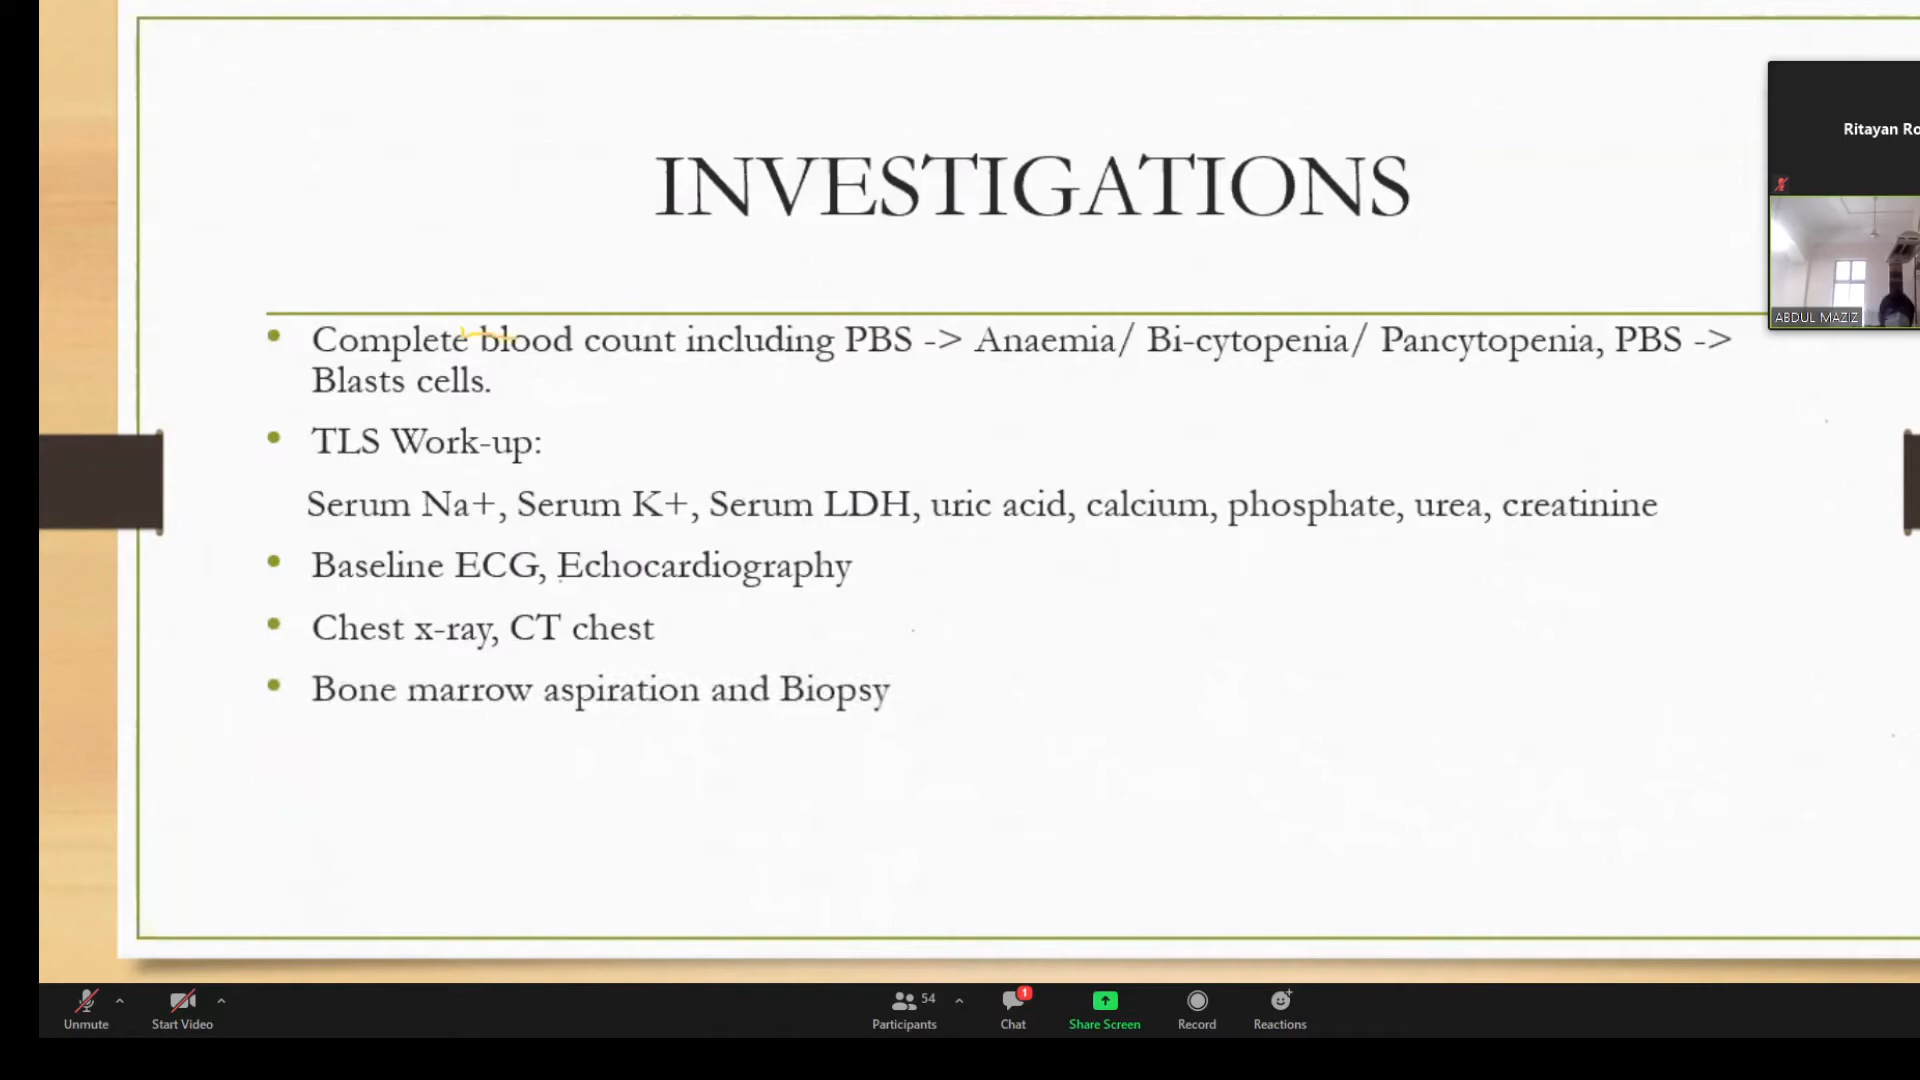 INVESTIGATIONS
Complete blood count including PBS -> Anaemia/ Bi-cytopenia/ Pancytopenia, PBS ->
Blasts cells.
TLS Work-up:
Serum Na+, Serum K+, Serum LDH, uric acid, calcium, phosphate, urea, creatinine
Baseline ECG, Echocardiography
Chest x-ray, CT chest
Bone marrow aspiration and Biopsy
Ritayan Ro
ABDUL MAZIZ
Unmute
Start Video
54
Participants
1
Chat
Share Screen
Record
Reactions